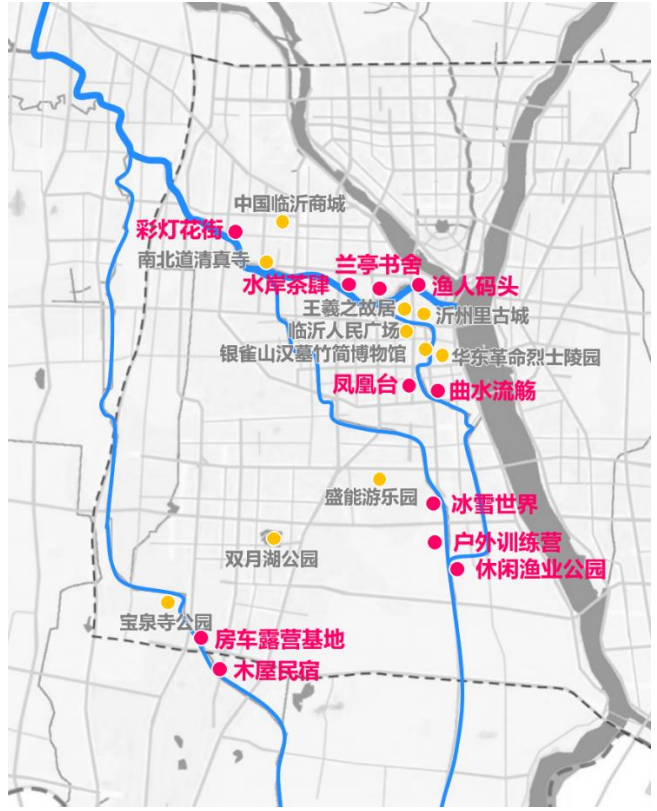 中国临沂商城
彩灯花街
南北道清真寺
兰亭书舍
水岸茶肆
渔人码头
王羲之故居
沂州里古城
临沂人民广场
银雀山汉墓竹简博物馆
华东革命烈士陵园
凤凰台
曲水流觞
盛能游乐园
冰雪世界
户外训练营
双月湖公园
休闲渔业公园
宝泉寺公园
房车露营基地
木屋民宿